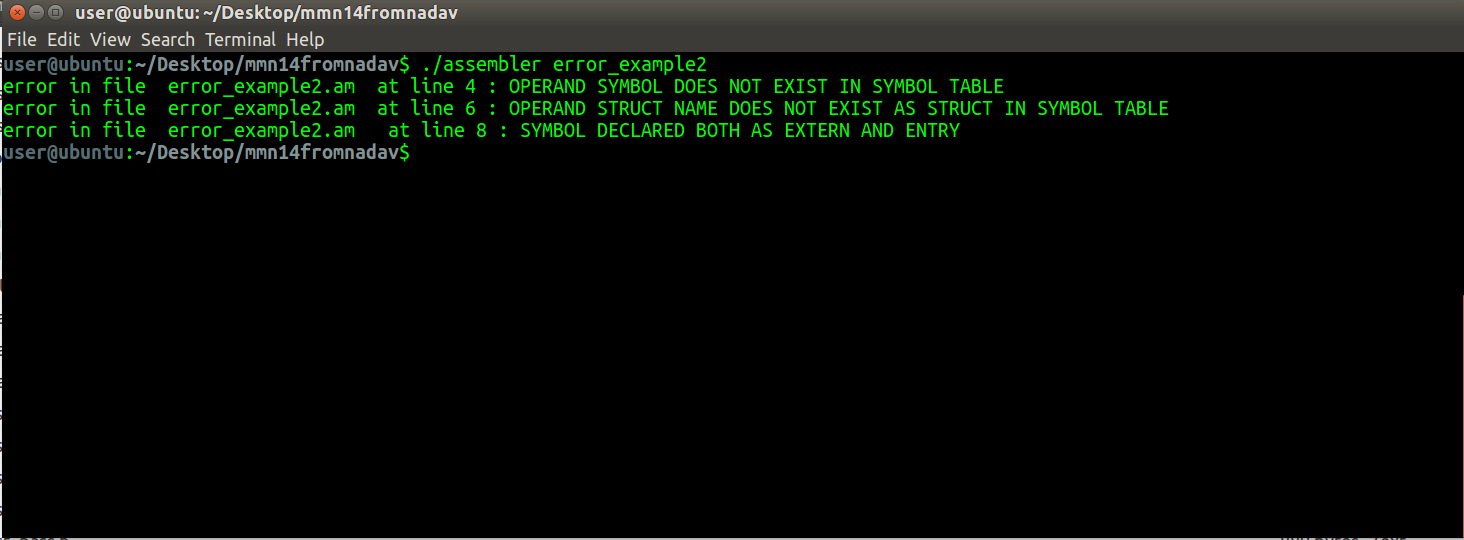 user@ubuntu: ~/Desktop/mmn14fromnadav
File Edit View Search Terminal Help
user@ubuntu:~/Desktop/mmn14fromnadav$ ./assembler error_example2
error in file  error_example2.am  at line 4 : OPERAND SYMBOL DOES NOT EXIST IN SYMBOL TABLE
error in file  error_example2.am  at line 6 : OPERAND STRUCT NAME DOES NOT EXIST AS STRUCT IN SYMBOL TABLE
error in file  error_example2.am   at line 8 : SYMBOL DECLARED BOTH AS EXTERN AND ENTRY
user@ubuntu:~/Desktop/mmn14fromnadav$